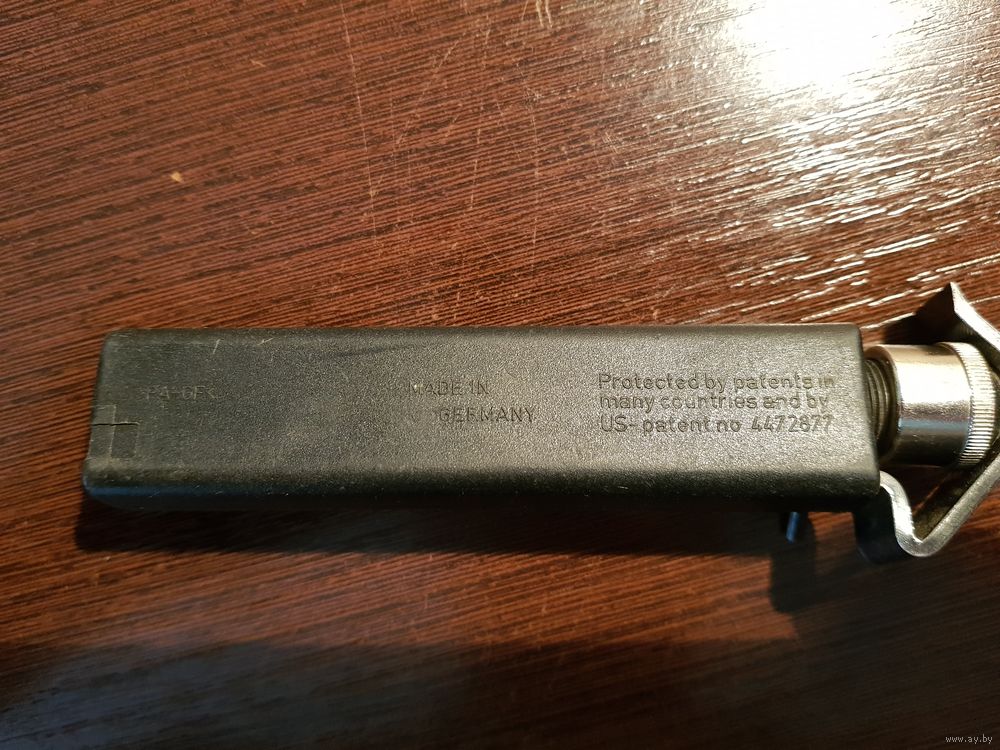 PA-GFK
MADE IN
GERMANY
Protected by patents in
many countries and by
US- patent no 4472877
www.ay.by